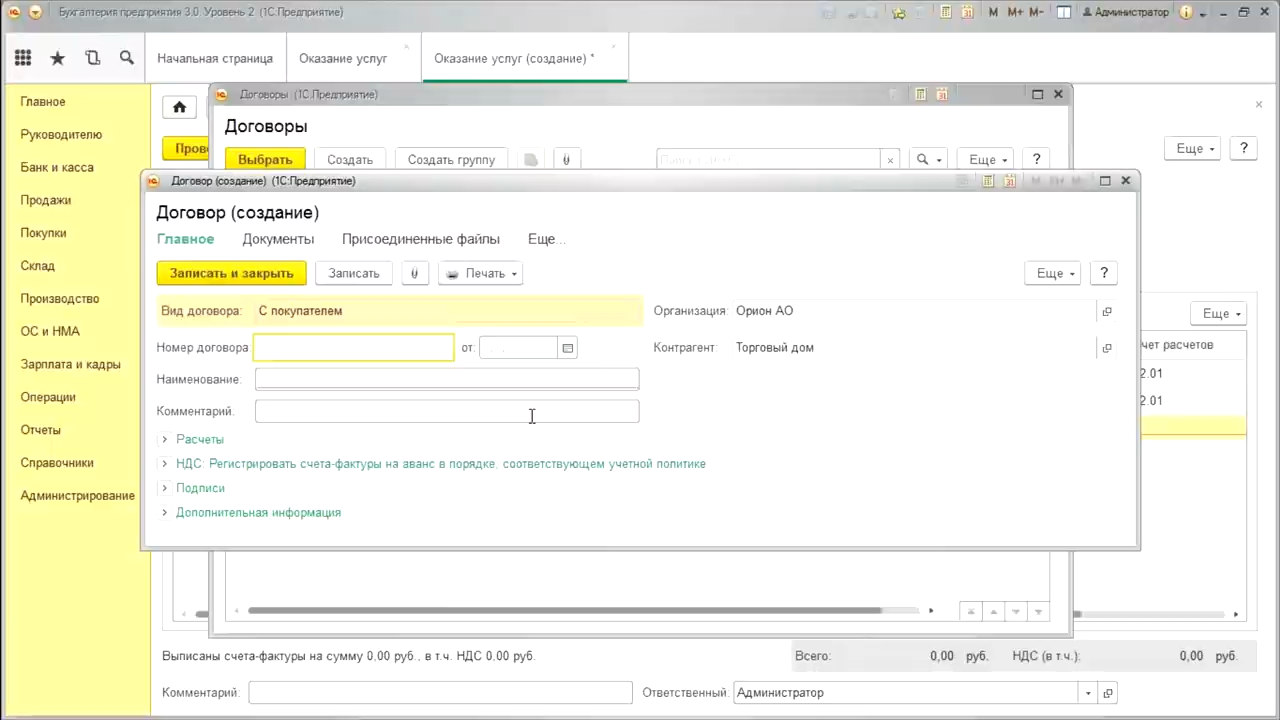 Бухгалтерия предприятия 3.0. Уровень 2. (1С:Предприятие)
M M+ M- Администратор
Начальная страница
Оказание услуг
Оказание услуг (создание) *
Главное
Руководителю
Банк и касса
Продажи
Покупки
Склад
Производство
ОС и НМА
Зарплата и кадры
Операции
Отчеты
Справочники
Администрирование
Пров
Еще ?
Договоры (1С:Предприятие)
Договоры
Выбрать Создать Создать группу Еще ?
Договор (создание) (1С:Предприятие)
Договор (создание)
Главное Документы Присоединенные файлы Еще...
Записать и закрыть Записать Печать Еще ?
Вид договора: С покупателем Организация: Орион АО
Номер договора от: Контрагент: Торговый дом
Наименование:
Комментарий:
Расчеты
НДС: Регистрировать счета-фактуры на аванс в порядке, соответствующем учетной политике
Подписи
Дополнительная информация
Еще
чет расчетов
2.01
2.01
Выписаны счета-фактуры на сумму 0,00 руб., в т.ч. НДС 0,00 руб. Всего: 0,00 руб. НДС (в т.ч.): 0,00 руб.
Комментарий: Ответственный: Администратор